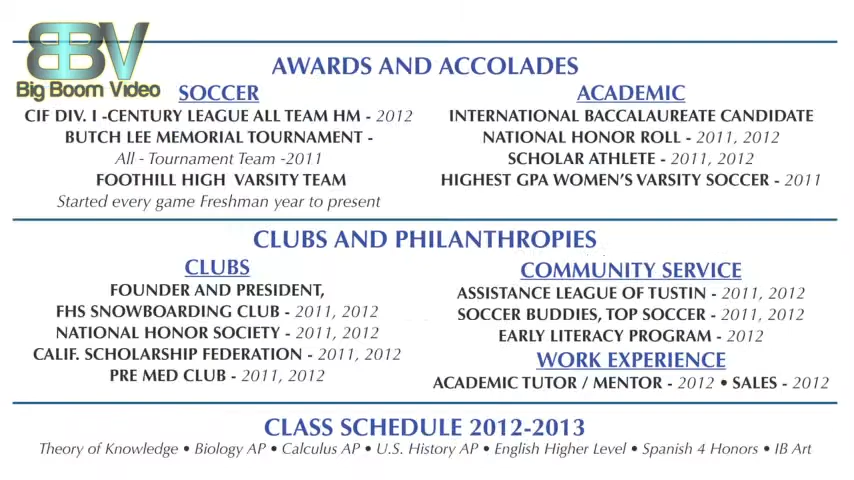 BBV
Big Boom Video
AWARDS AND ACCOLADES
SOCCER
CIF DIV. I -CENTURY LEAGUE ALL TEAM HM - 2012
BUTCH LEE MEMORIAL TOURNAMENT -
All - Tournament Team -2011
FOOTHILL HIGH VARSITY TEAM
Started every game Freshman year to present
ACADEMIC
INTERNATIONAL BACCALAUREATE CANDIDATE
NATIONAL HONOR ROLL - 2011, 2012
SCHOLAR ATHLETE - 2011, 2012
HIGHEST GPA WOMEN'S VARSITY SOCCER - 2011
CLUBS AND PHILANTHROPIES
CLUBS
FOUNDER AND PRESIDENT,
FHS SNOWBOARDING CLUB - 2011, 2012
NATIONAL HONOR SOCIETY - 2011, 2012
CALIF. SCHOLARSHIP FEDERATION - 2011, 2012
PRE MED CLUB - 2011, 2012
COMMUNITY SERVICE
ASSISTANCE LEAGUE OF TUSTIN - 2011, 2012
SOCCER BUDDIES, TOP SOCCER - 2011, 2012
EARLY LITERACY PROGRAM - 2012
WORK EXPERIENCE
ACADEMIC TUTOR / MENTOR - 2012 • SALES - 2012
CLASS SCHEDULE 2012-2013
Theory of Knowledge • Biology AP • Calculus AP • U.S. History AP • English Higher Level • Spanish 4 Honors • IB Art